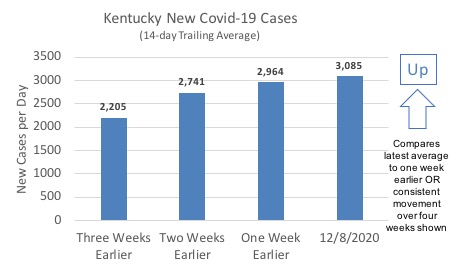 Kentucky New Covid-19 Cases
(14-day Trailing Average)
New Cases per Day
3500
3000
2500
2000
1500
1000
500
0
2,205
2,741
2,964
3,085
Three Weeks
Earlier
Two Weeks
Earlier
One Week
Earlier
12/8/2020
Up
Compares
latest average
to one week
earlier OR
consistent
movement
over four
weeks shown